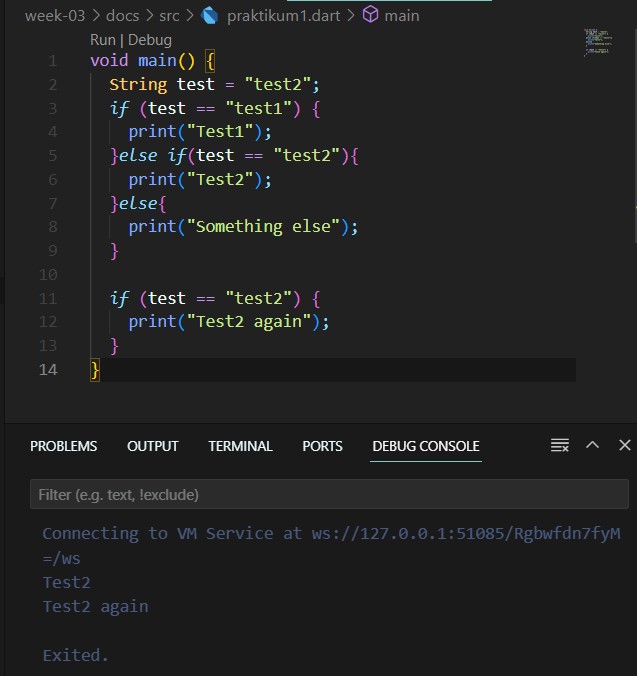 week-03 > docs > src > praktikum1.dart > main
Run | Debug
1 void main() {
2 String test = "test2";
3 if (test == "test1") {
4 print("Test1");
5 }else if(test == "test2"){
6 print("Test2");
7 }else{
8 print("Something else");
9 }
10
11 if (test == "test2") {
12 print("Test2 again");
13 }
14 }
PROBLEMS OUTPUT TERMINAL PORTS DEBUG CONSOLE
Filter (e.g. text, !exclude)
Connecting to VM Service at ws://127.0.0.1:51085/Rgbwfdn7fyM
=/ws
Test2
Test2 again
Exited.